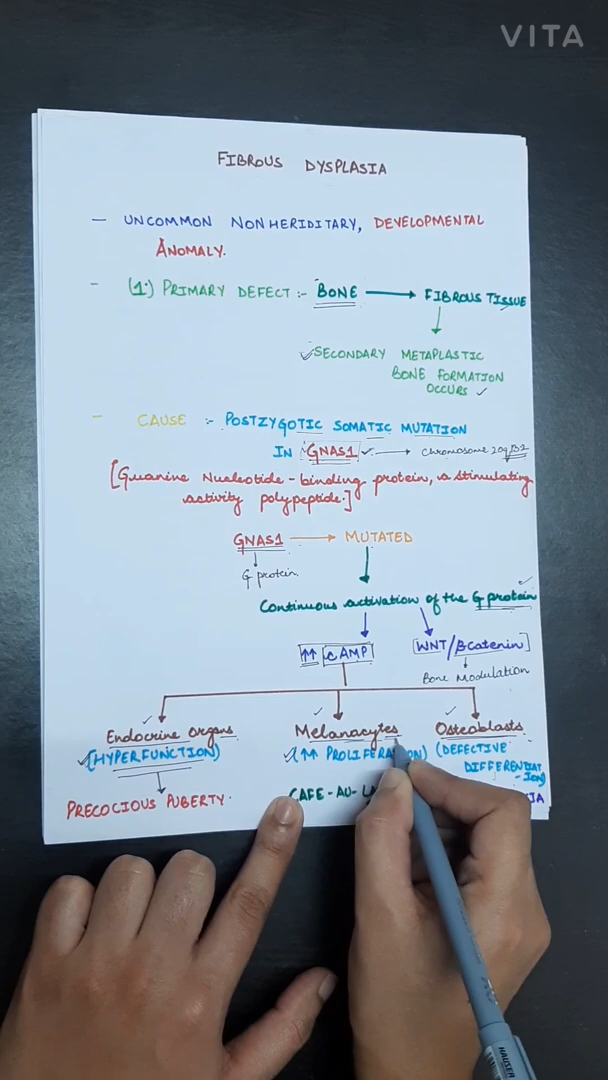 VITA
FIBROUS DYSPLASIA
- UNCOMMON NONHERIDITARY, DEVELOPMENTAL
ANOMALY.
- (1.) PRIMARY DEFECT :- BONE → FIBROUS TISSUE
SECONDARY METAPLASTIC
BONE FORMATION
OCCURS
- CAUSE :- POSTZYGOTIC SOMATIC MUTATION
IN GNAS1 → Chromosome 20q13.2
[Guanine Nucleotide-binding protein, α stimulating
activity polypeptide.]
GNAS1 → MUTATED
G protein
Continuous activation of the G protein
↑↑ cAMP [WNT/βcatenin]
Bone Modulation
Endocrine Organs Melanacytes Osteoblasts
(HYPERFUNCTION) (↑↑ PROLIFERATION) (DEFECTIVE
DIFFERENTIAT
-ION)
PRECOCIOUS PUBERTY. CAFE-AU-LA
HAUSER